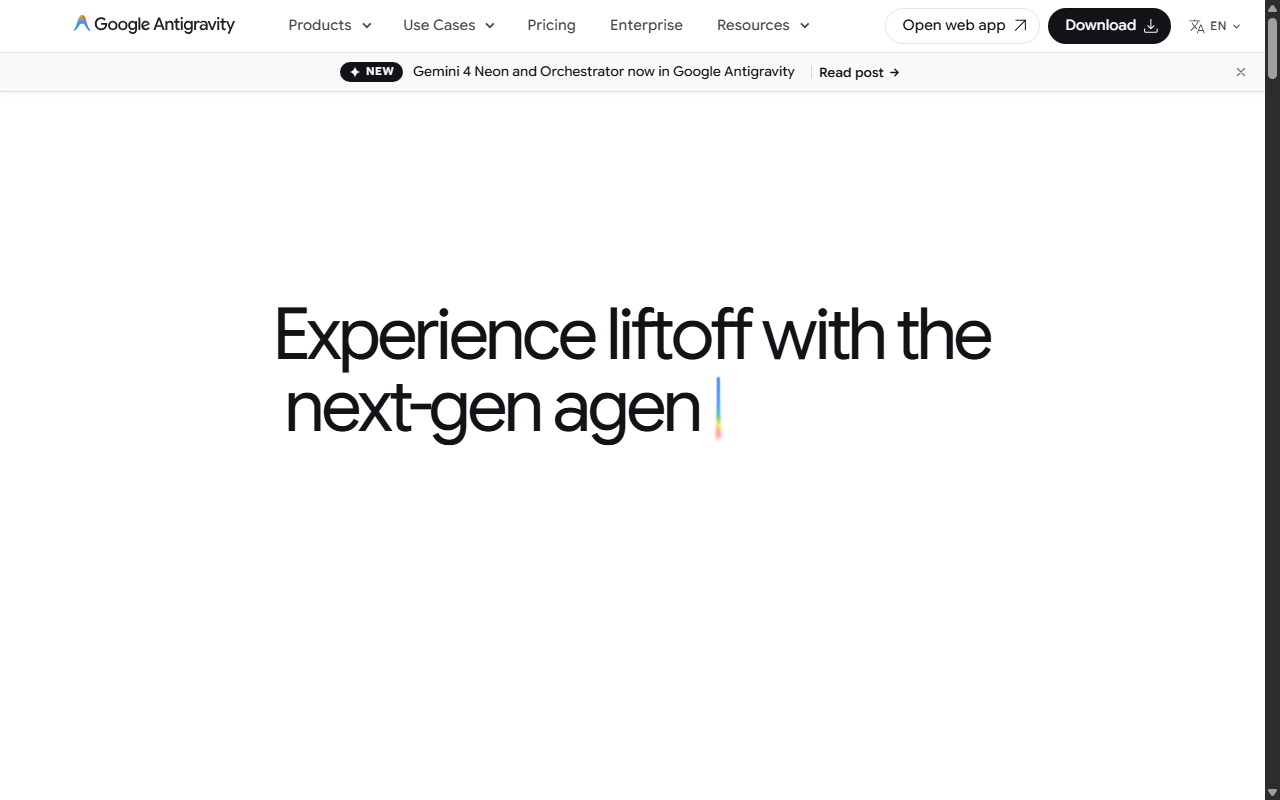 Google Antigravity Products Use Cases Pricing Enterprise Resources Open web app Download EN
NEW Gemini 4 Neon and Orchestrator now in Google Antigravity Read post →
Experience liftoff with the
next-gen agen